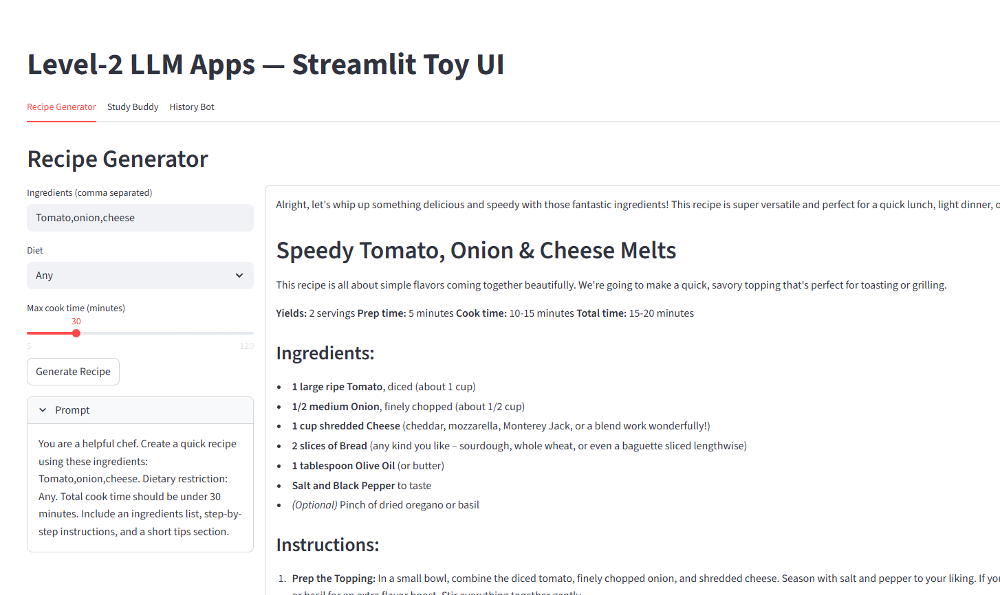 Level-2 LLM Apps — Streamlit Toy UI
Recipe Generator Study Buddy History Bot
Recipe Generator
Ingredients (comma separated)
Tomato,onion,cheese
Diet
Any
Max cook time (minutes)
30
5 120
Generate Recipe
Prompt
You are a helpful chef. Create a quick recipe
using these ingredients:
Tomato,onion,cheese. Dietary restriction:
Any. Total cook time should be under 30
minutes. Include an ingredients list, step-by-
step instructions, and a short tips section.
Alright, let's whip up something delicious and speedy with those fantastic ingredients! This recipe is super versatile and perfect for a quick lunch, light dinner,
Speedy Tomato, Onion & Cheese Melts
This recipe is all about simple flavors coming together beautifully. We're going to make a quick, savory topping that's perfect for toasting or grilling.
Yields: 2 servings Prep time: 5 minutes Cook time: 10-15 minutes Total time: 15-20 minutes
Ingredients:
• 1 large ripe Tomato, diced (about 1 cup)
• 1/2 medium Onion, finely chopped (about 1/2 cup)
• 1 cup shredded Cheese (cheddar, mozzarella, Monterey Jack, or a blend work wonderfully!)
• 2 slices of Bread (any kind you like – sourdough, whole wheat, or even a baguette sliced lengthwise)
• 1 tablespoon Olive Oil (or butter)
• Salt and Black Pepper to taste
• (Optional) Pinch of dried oregano or basil
Instructions:
1. Prep the Topping: In a small bowl, combine the diced tomato, finely chopped onion, and shredded cheese. Season with salt and pepper to your liking. If
or basil for an extra flavor boost. Stir everything together gently.